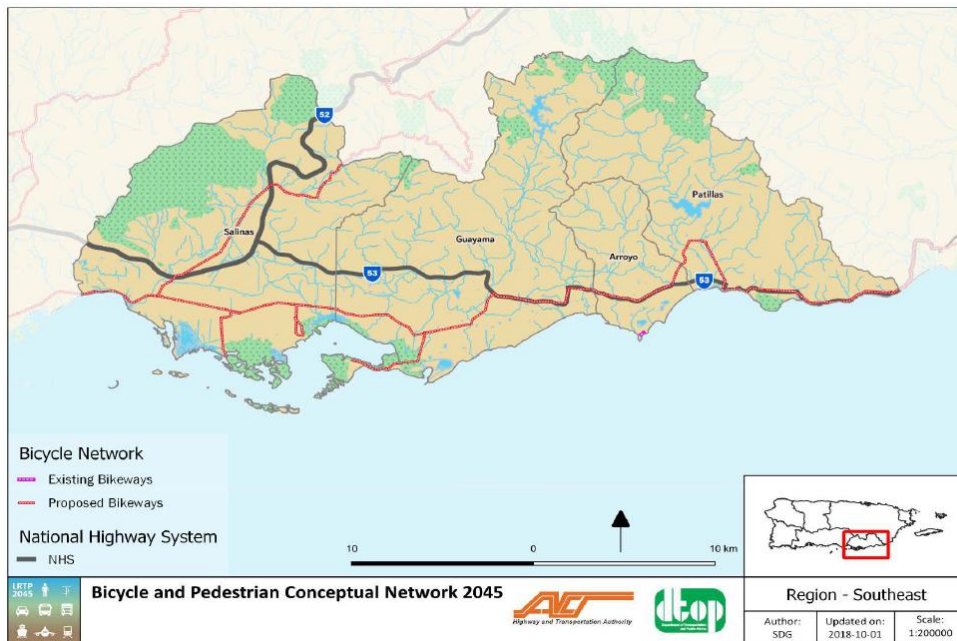 52
Salinas
Guayama
Patillas
Arroyo
53
53
Bicycle Network
Existing Bikeways
Proposed Bikeways
National Highway System
NHS
10
0
10 km
LRTP
2045
Bicycle and Pedestrian Conceptual Network 2045
ACT
Highway and Transportation Authority
dtop
Region - Southeast
Author:
SDG
Updated on:
2018-10-01
Scale:
1:200000